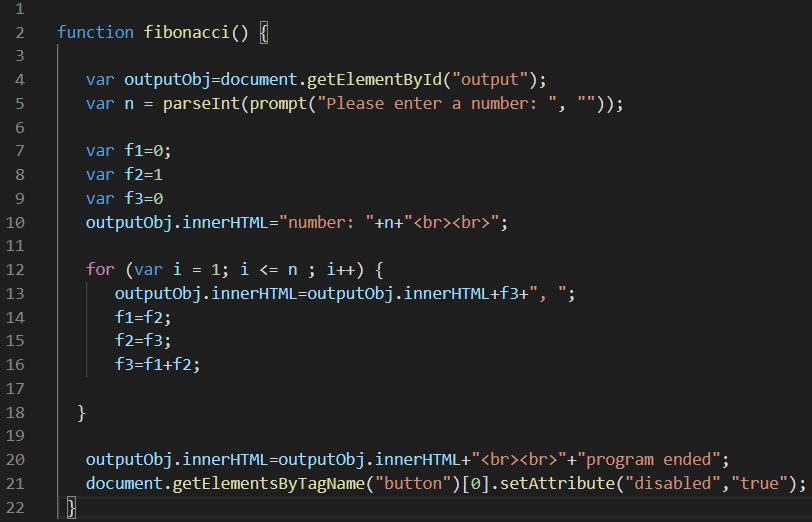 1
2 function fibonacci() {
3
4 var outputObj=document.getElementById("output");
5 var n = parseInt(prompt("Please enter a number: ", ""));
6
7 var f1=0;
8 var f2=1
9 var f3=0
10 outputObj.innerHTML="number: "+n+"<br><br>";
11
12 for (var i = 1; i <= n ; i++) {
13 outputObj.innerHTML=outputObj.innerHTML+f3+", ";
14 f1=f2;
15 f2=f3;
16 f3=f1+f2;
17
18 }
19
20 outputObj.innerHTML=outputObj.innerHTML+"<br><br>"+"program ended";
21 document.getElementsByTagName("button")[0].setAttribute("disabled","true");
22 }